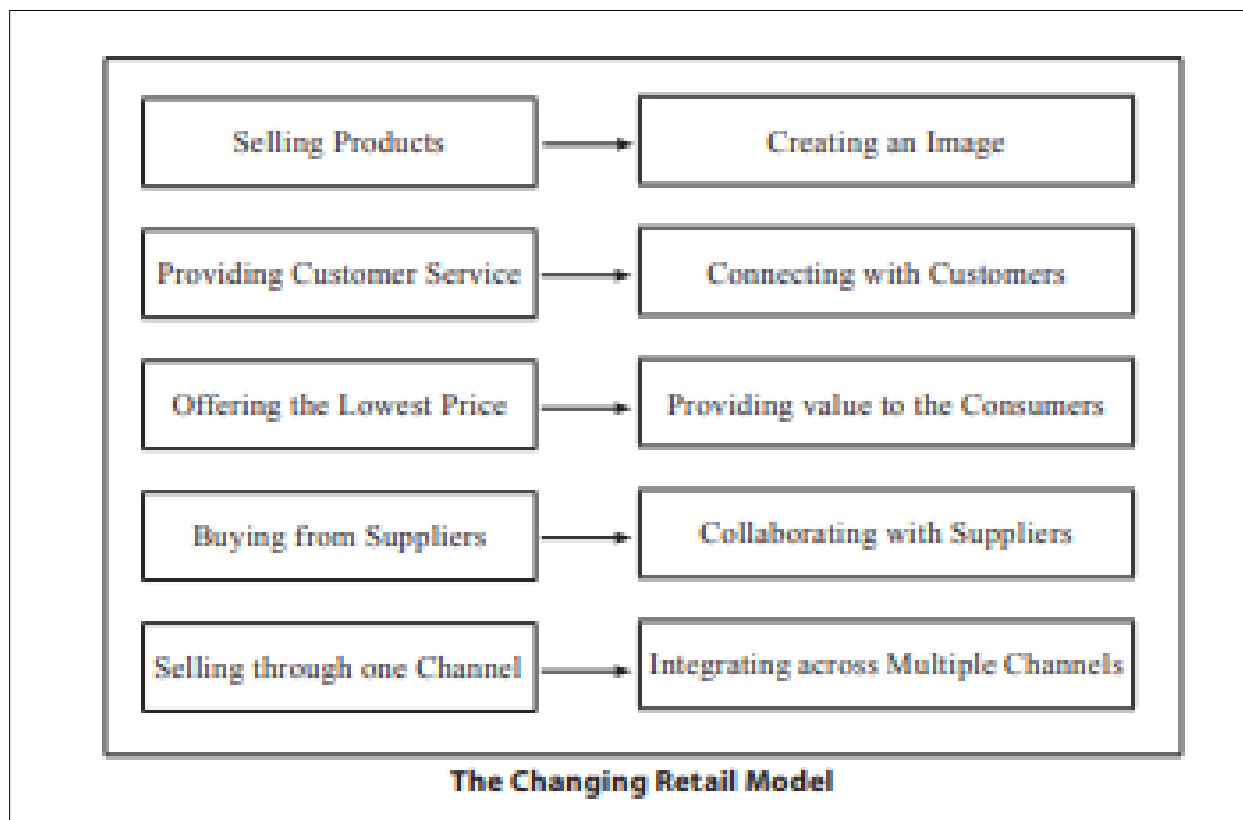 Selling Products
Creating an Image
Providing Customer Service
Connecting with Customers
Offering the Lowest Price
Providing value to the Consumers
Buying from Suppliers
Collaborating with Suppliers
Selling through one Channel
Integrating across Multiple Channels
The Changing Retail Model